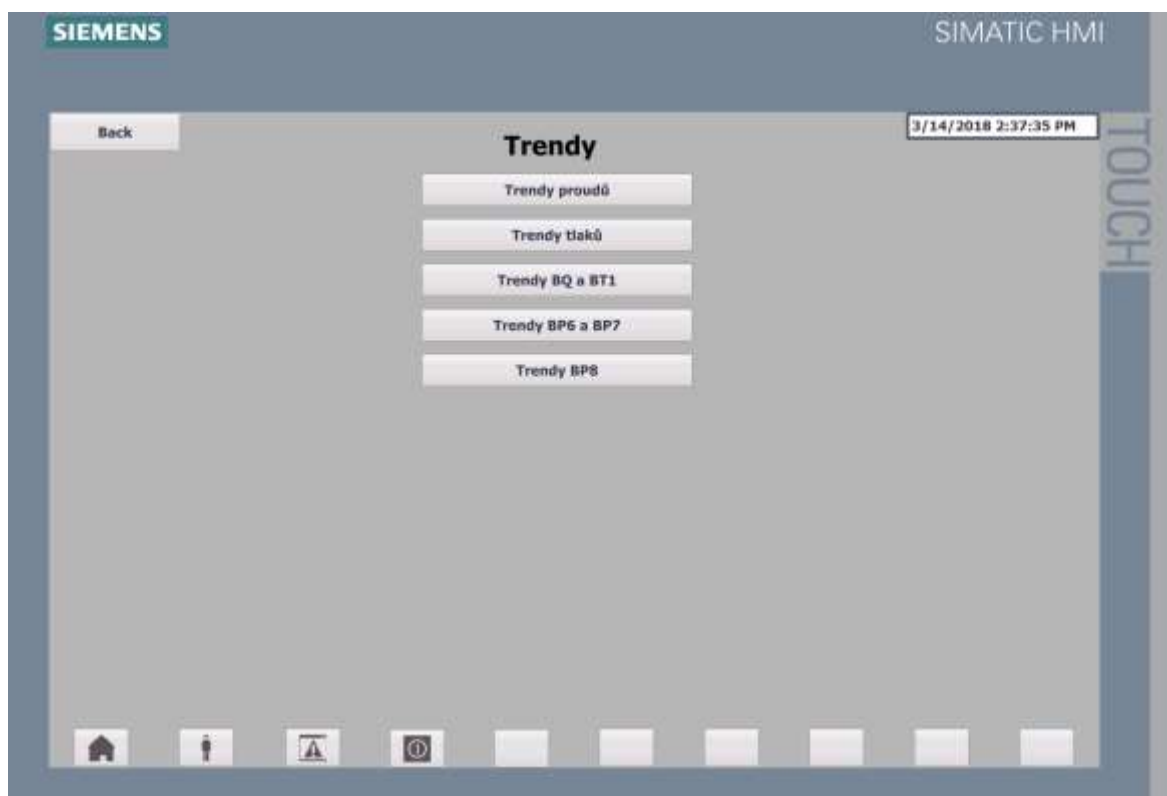 SIEMENS
SIMATIC HMI
Back
3/14/2018 2:37:35 PM
Trendy
TOUCH
Trendy proudů
Trendy tlaků
Trendy BQ a BT1
Trendy BP6 a BP7
Trendy BP8